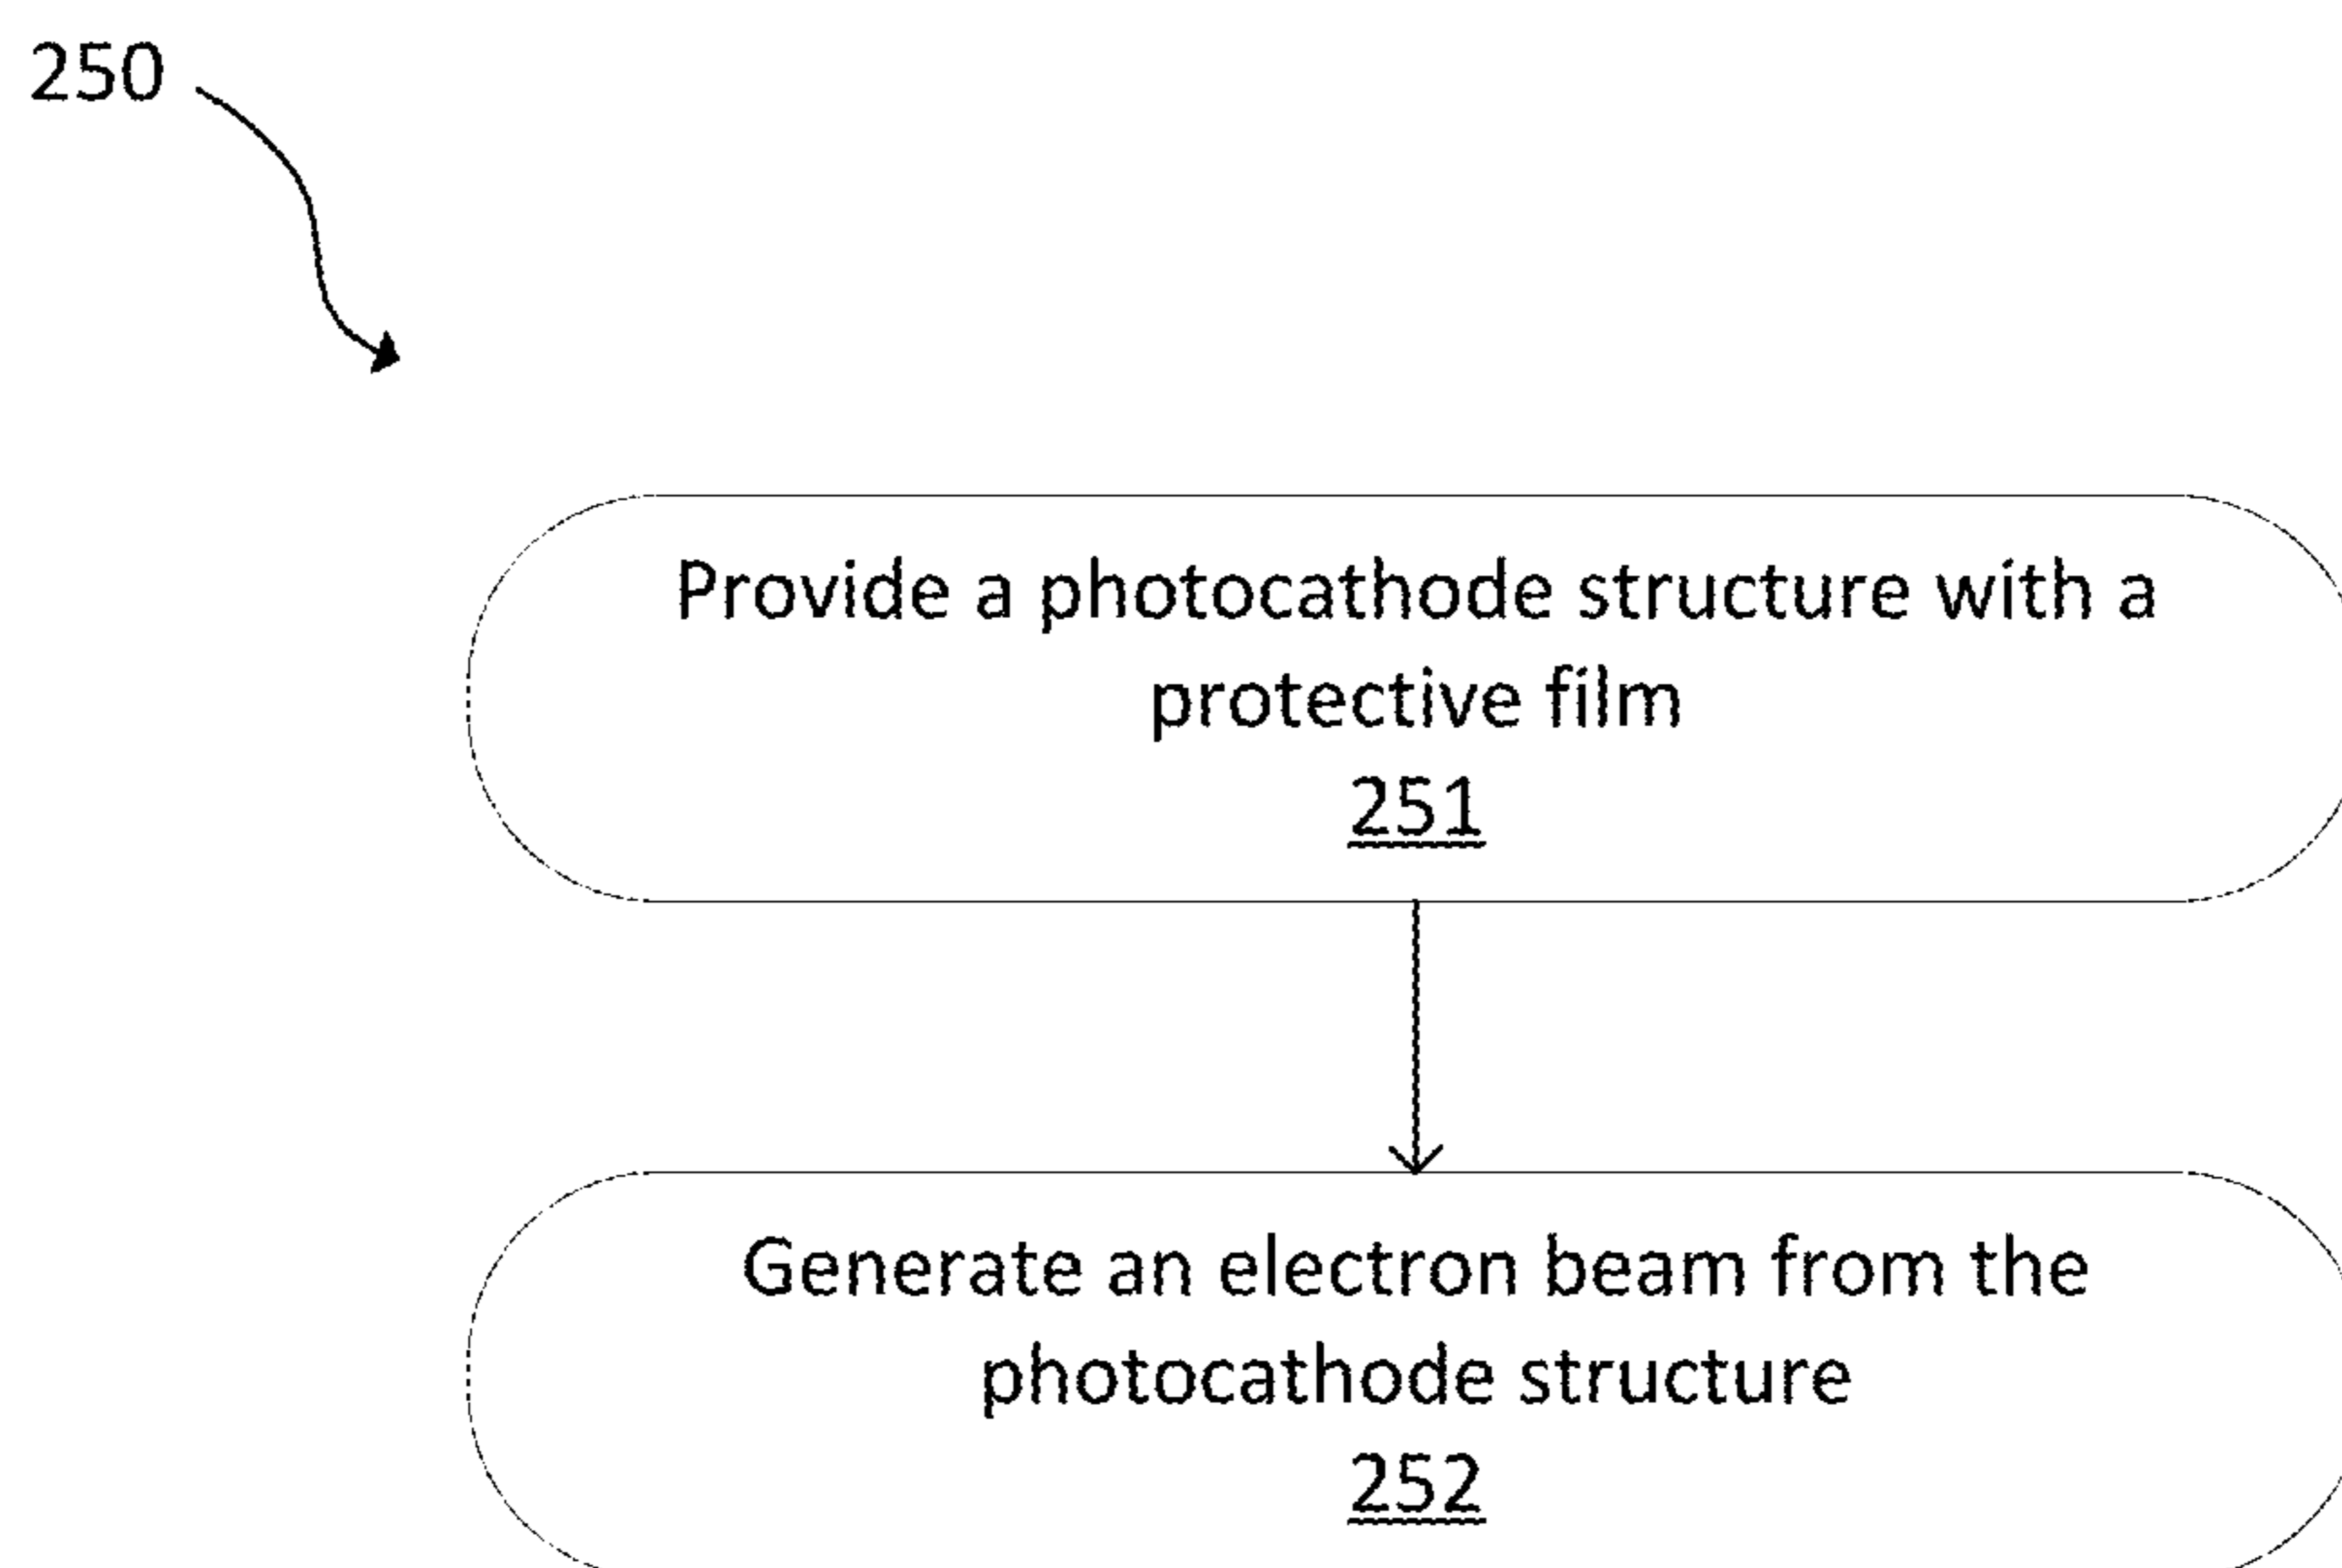 250
Provide a photocathode structure with a
protective film
251
Generate an electron beam from the
photocathode structure
252